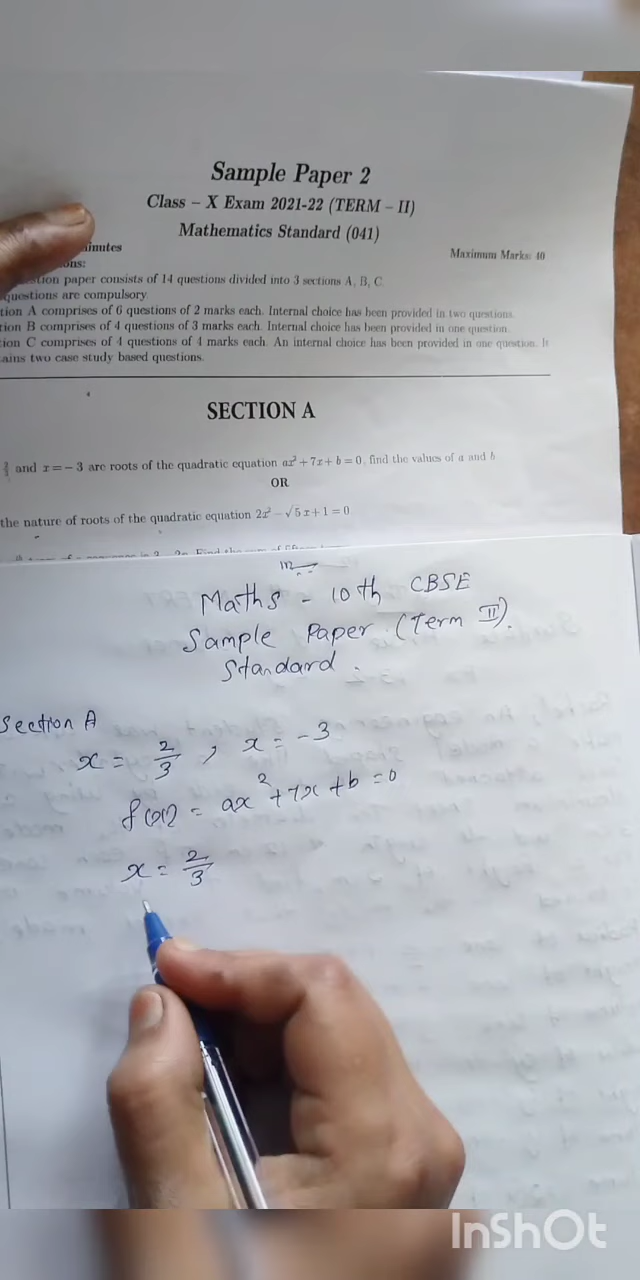 Sample Paper 2
Class – X Exam 2021-22 (TERM – II)
Mathematics Standard (041)
Maximum Marks: 40
paper consists of 14 questions divided into 3 sections A, B, C.
questions are compulsory
tion A comprises of 6 questions of 2 marks each. Internal choice has been provided in two questions.
tion B comprises of 4 questions of 3 marks each. Internal choice has been provided in one question.
tion C comprises of 4 questions of 4 marks each. An internal choice has been provided in one question. It
ains two case study based questions.
SECTION A
and x = − 3 are roots of the quadratic equation ax² + 7x + b = 0, find the values of a and b
OR
the nature of roots of the quadratic equation 2x² − √5 x + 1 = 0
Maths - 10th CBSE
Sample Paper (Term II).
Standard.
Section A
x = 2/3 , x = -3
f(x) = ax² + 7x + b = 0
x = 2/3
InShOt